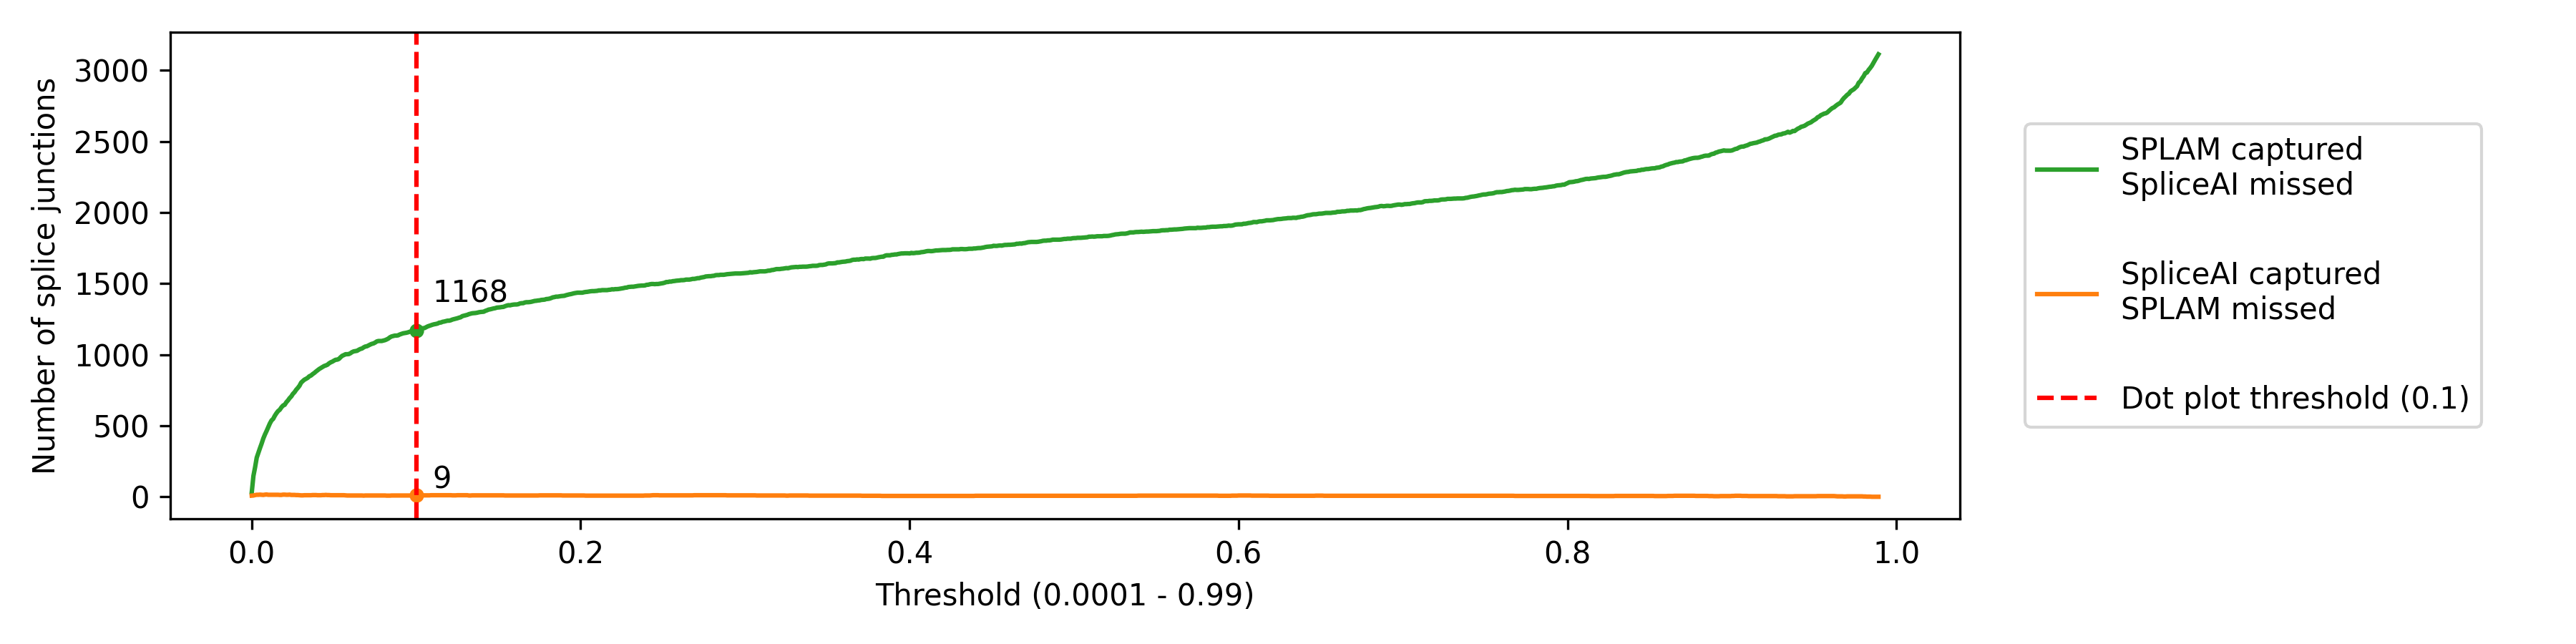 3000
2500
2000
1500
1000
500
0
Number of splice junctions
1168
9
0.0
0.2
0.4
0.6
0.8
1.0
Threshold (0.0001 - 0.99)
SPLAM captured
SpliceAI missed
SpliceAI captured
SPLAM missed
Dot plot threshold (0.1)